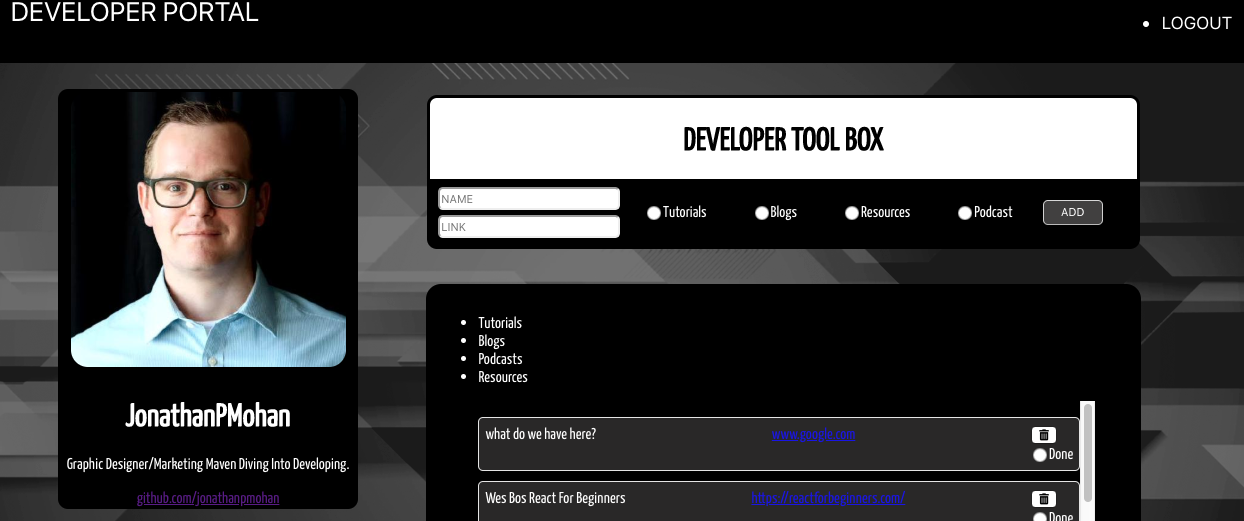 DEVELOPER PORTAL
LOGOUT
DEVELOPER TOOL BOX
NAME
LINK
Tutorials
Blogs
Resources
Podcast
ADD
JonathanPMohan
Graphic Designer/Marketing Maven Diving Into Developing.
github.com/jonathanpmohan
Tutorials
Blogs
Podcasts
Resources
what do we have here?
www.google.com
Done
Wes Bos React For Beginners
https://reactforbeginners.com/
Done